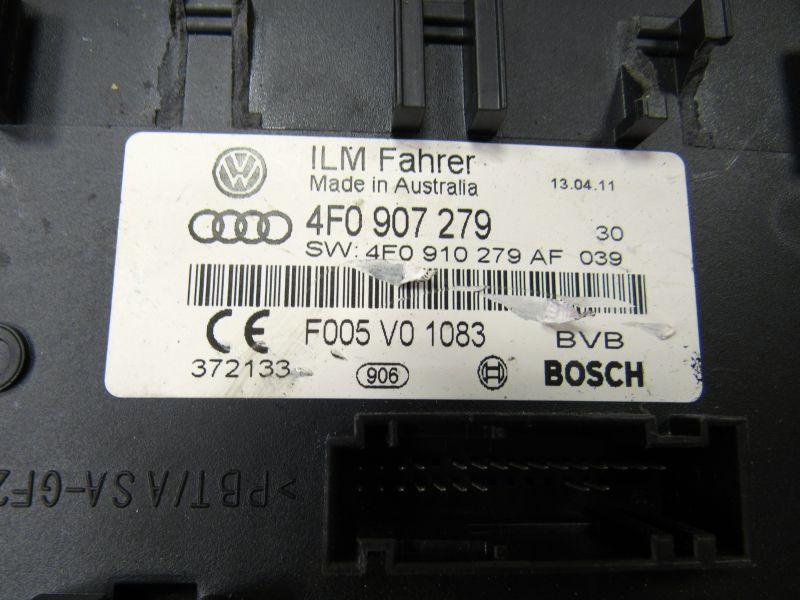 ILM Fahrer
Made in Australia 13.04.11
4F0 907 279 30
SW: 4F0 910 279 AF 039
CE F005 V0 1083 BVB
372133 906 BOSCH
>PBT/ASA-GF2